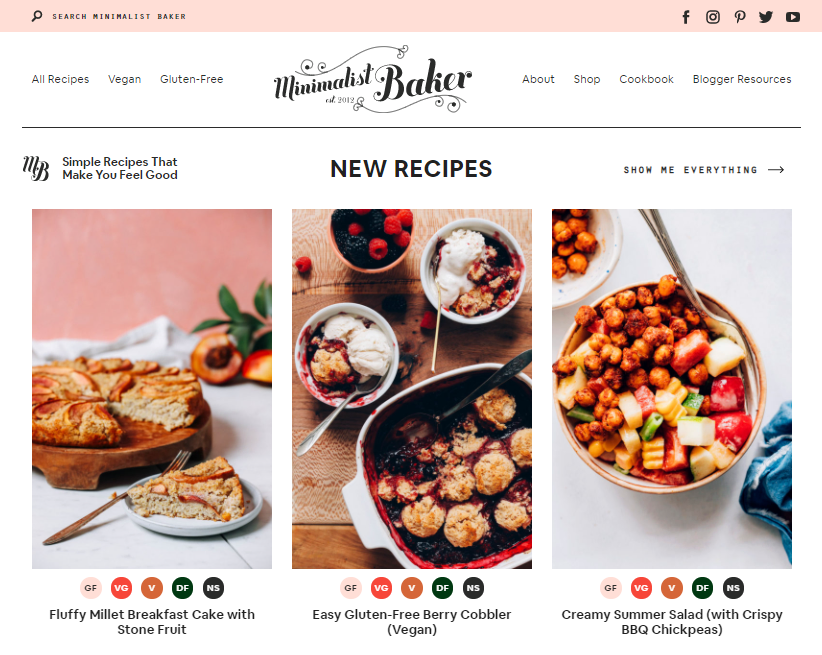 SEARCH MINIMALIST BAKER
All Recipes
Vegan
Gluten-Free
Minimalist Baker
est. 2012
About
Shop
Cookbook
Blogger Resources
MB
Simple Recipes That
Make You Feel Good
NEW RECIPES
SHOW ME EVERYTHING
GF VG V DF NS
Fluffy Millet Breakfast Cake with
Stone Fruit
GF VG V DF NS
Easy Gluten-Free Berry Cobbler
(Vegan)
GF VG V DF NS
Creamy Summer Salad (with Crispy
BBQ Chickpeas)